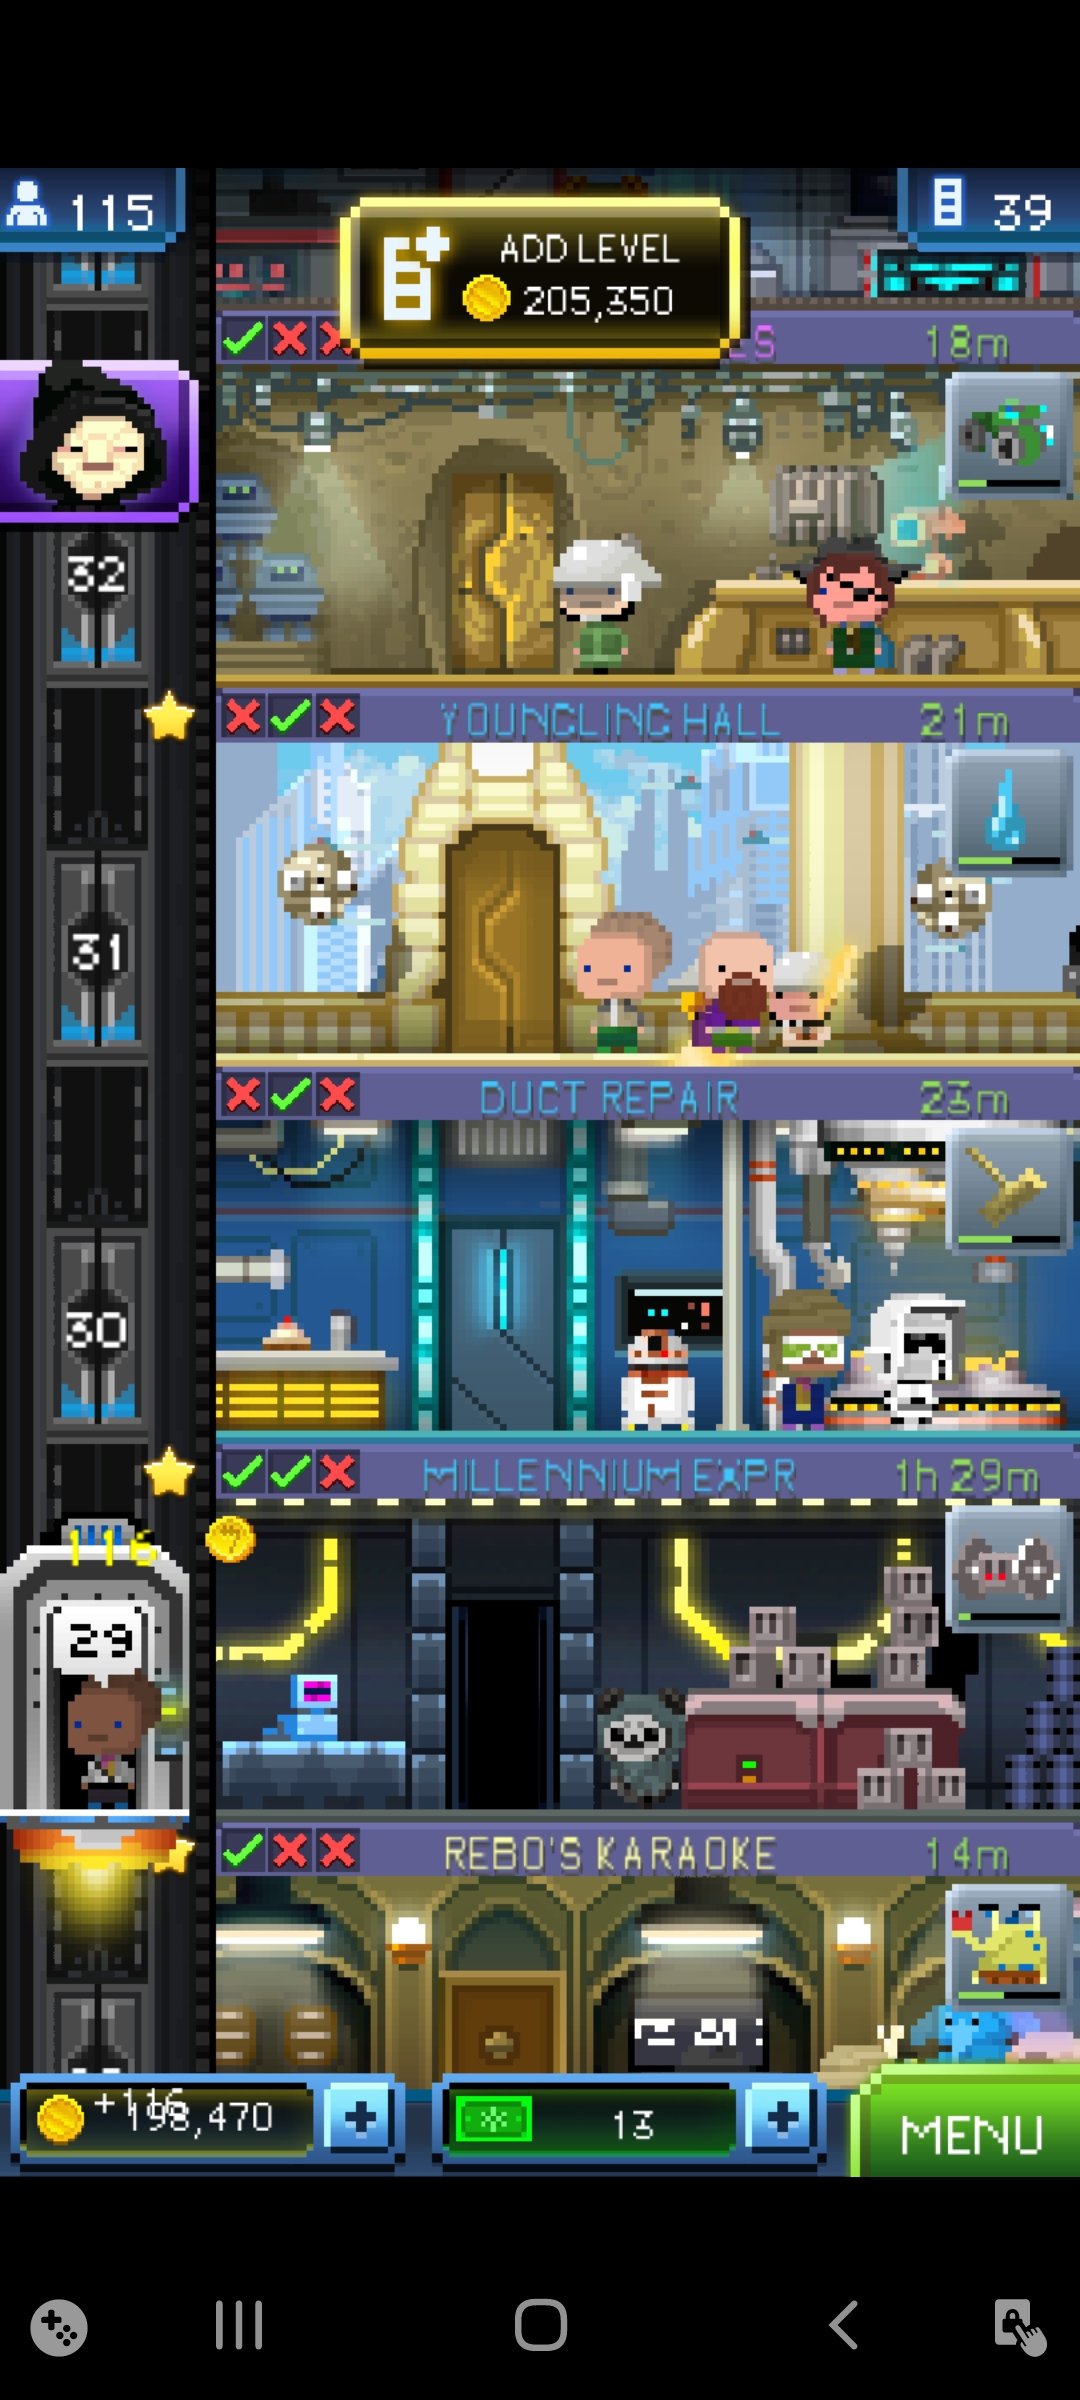 115
ADD LEVEL
205,350
39
18m
32
YOUNGLING HALL
21m
31
DUCT REPAIR
23m
30
MILLENNIUM EXPR
1h 29m
116
29
REBO'S KARAOKE
14m
+116
198,470
13
MENU